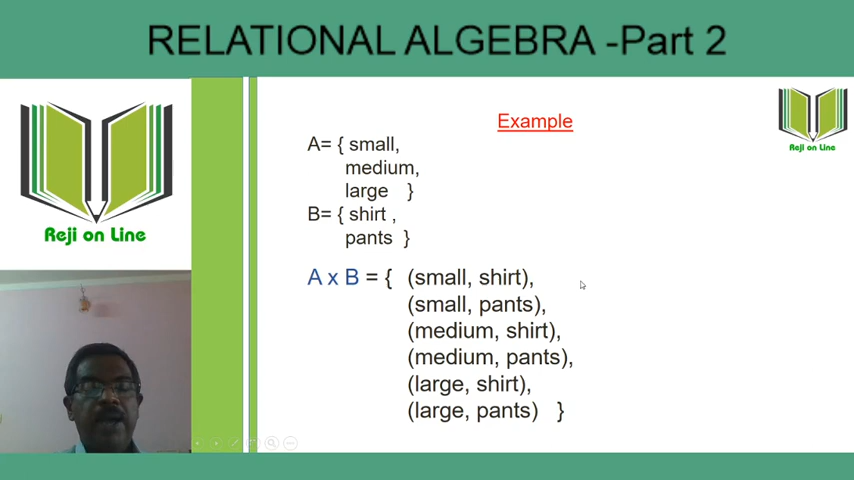 RELATIONAL ALGEBRA -Part 2
Reji on Line
Example
Reji on Line
A= { small,
medium,
large }
B= { shirt ,
pants }
A x B = { (small, shirt),
(small, pants),
(medium, shirt),
(medium, pants),
(large, shirt),
(large, pants) }